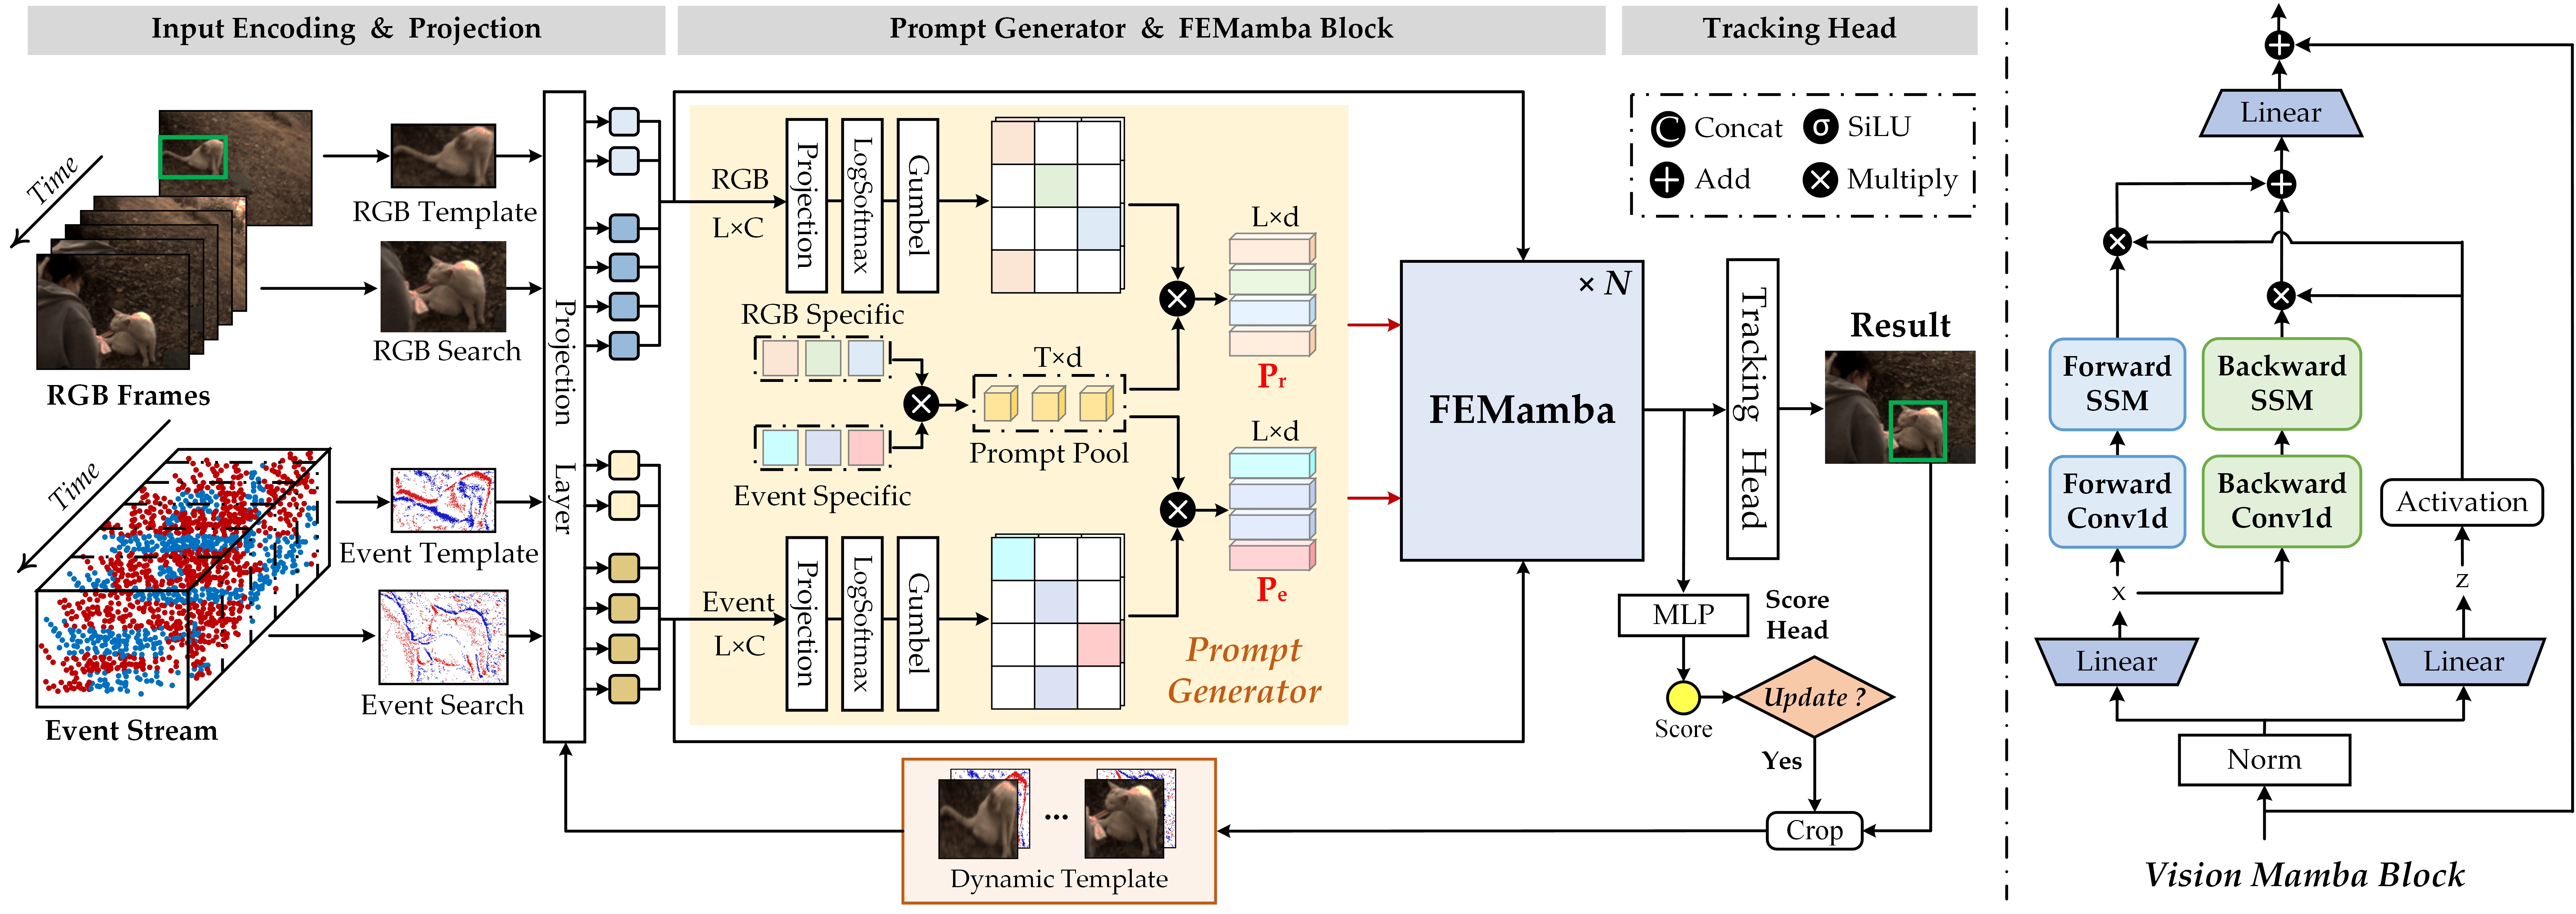 Input Encoding & Projection
Prompt Generator & FEMamba Block
Tracking Head
Time
RGB Template
RGB Search
RGB Frames
Time
Event Template
Event Search
Event Stream
Projection Layer
RGB
L×C
Projection
LogSoftmax
Gumbel
RGB Specific
Event Specific
T×d
Prompt Pool
L×d
Pr
L×d
Pe
Event
L×C
Projection
LogSoftmax
Gumbel
Prompt
Generator
× N
FEMamba
C Concat
σ SiLU
+ Add
× Multiply
Tracking Head
Result
MLP
Score
Head
Score
Update ?
Yes
Crop
...
Dynamic Template
Linear
Forward
SSM
Backward
SSM
Forward
Conv1d
Backward
Conv1d
Activation
x
z
Linear
Linear
Norm
Vision Mamba Block